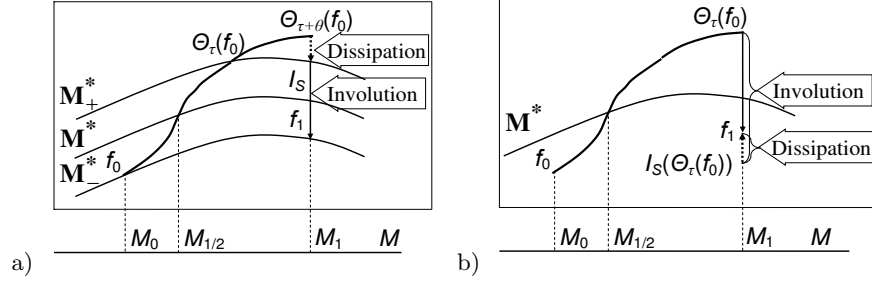 Θτ+θ(f0)
Θτ(f0)
Dissipation
M*+
IS
Involution
M*
f1
f0
M*−
M0
M1/2
M1
M
a)
Θτ(f0)
Involution
M*
f1
f0
Dissipation
IS(Θτ(f0))
M0
M1/2
M1
M
b)